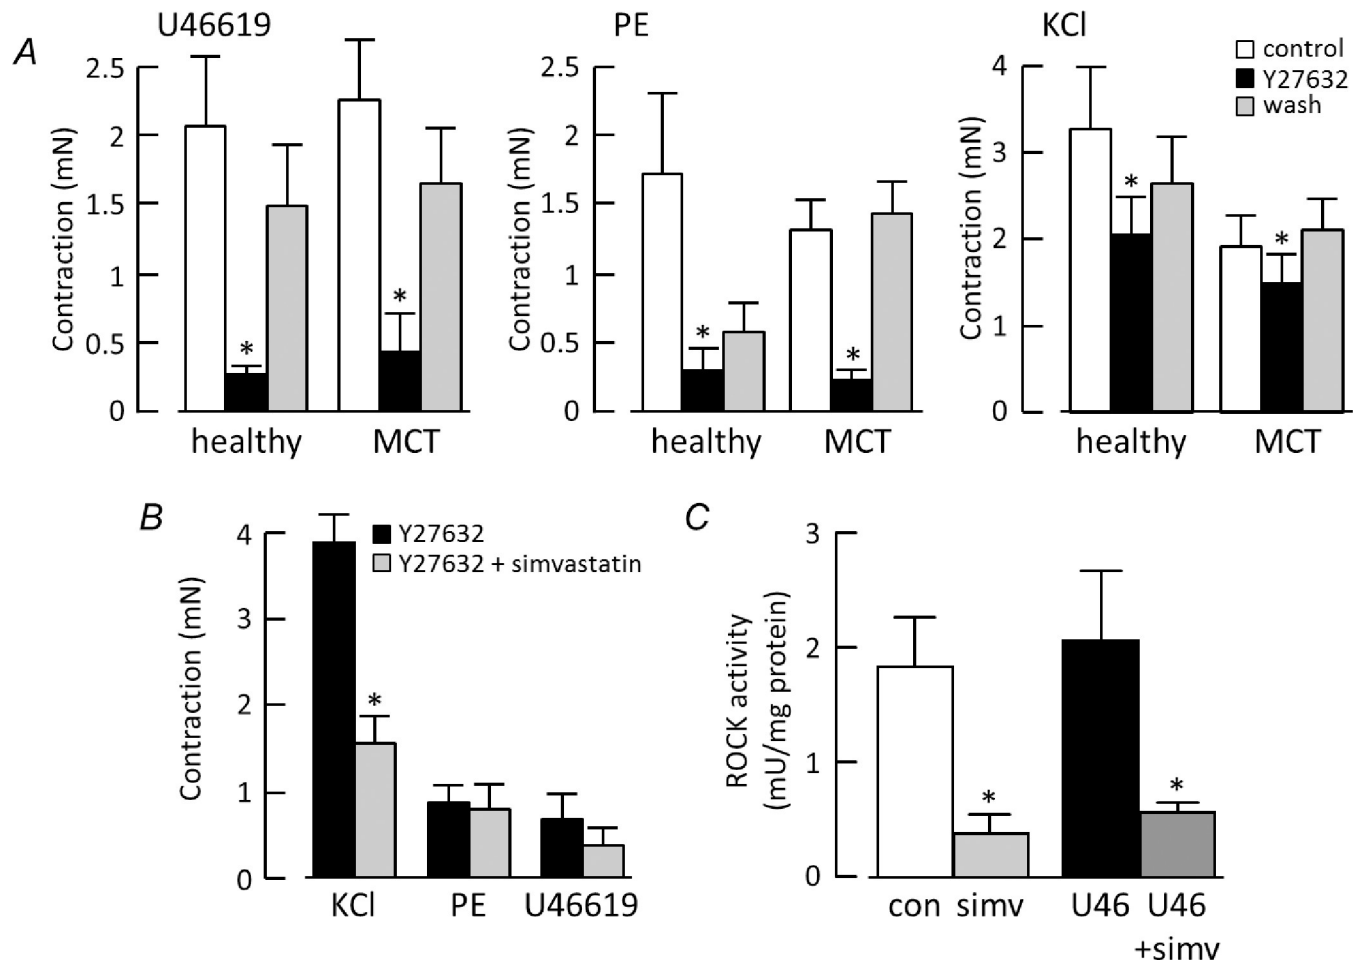 A
U46619
Contraction (mN)
2.5
2
1.5
1
0.5
0
*
*
healthy
MCT
PE
Contraction (mN)
2.5
2
1.5
1
0.5
0
*
*
healthy
MCT
KCl
Contraction (mN)
4
3
2
1
0
*
*
healthy
MCT
control
Y27632
wash
B
Contraction (mN)
4
3
2
1
0
*
Y27632
Y27632 + simvastatin
KCl
PE
U46619
C
ROCK activity
(mU/mg protein)
3
2
1
0
*
*
con
simv
U46
U46
+simv